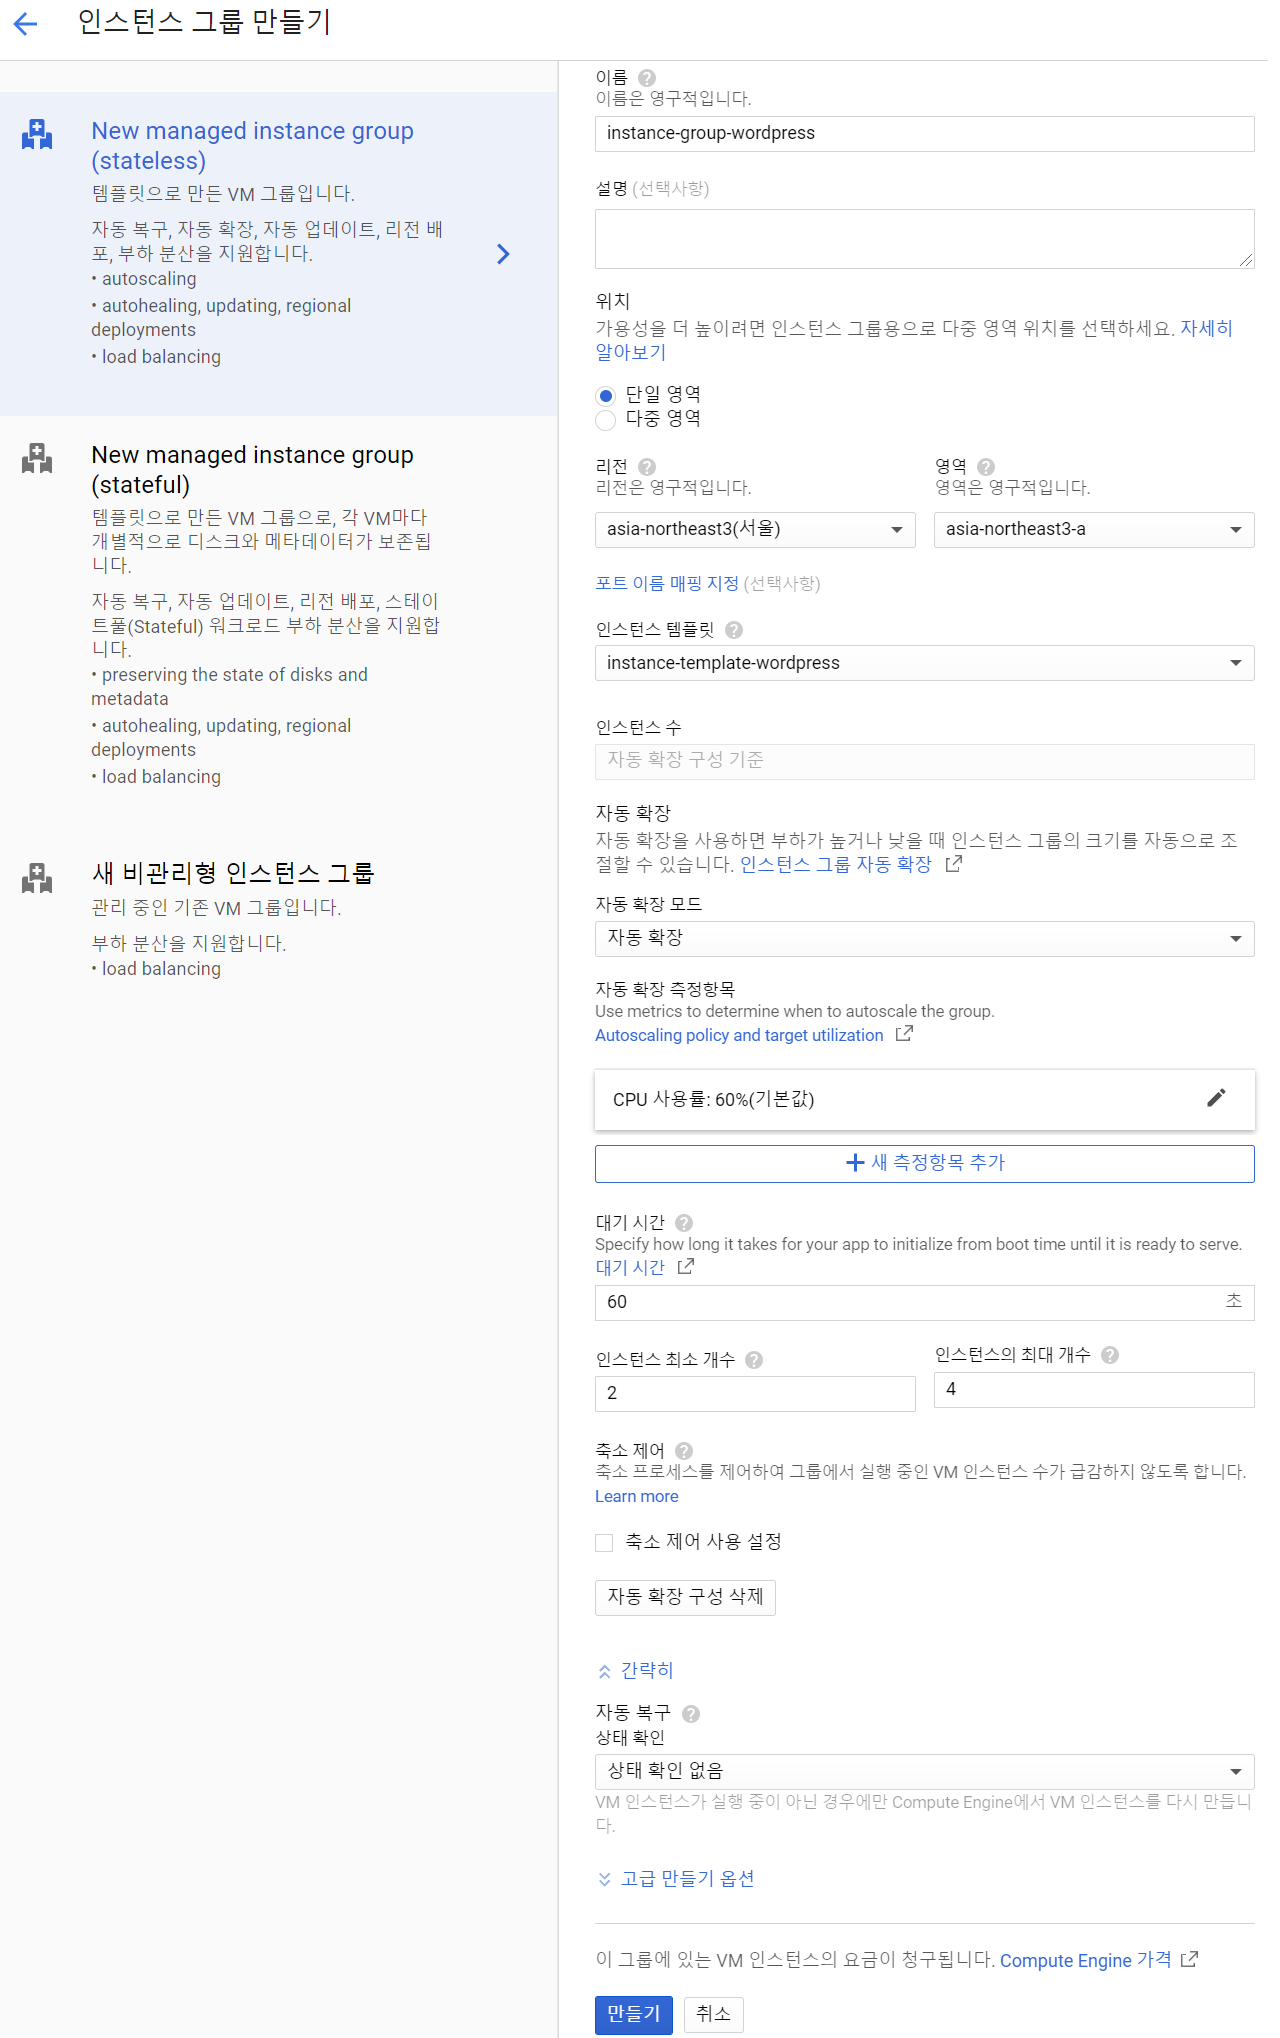 인스턴스 그룹 만들기
New managed instance group
(stateless)
템플릿으로 만든 VM 그룹입니다.
자동 복구, 자동 확장, 자동 업데이트, 리전 배
포, 부하 분산을 지원합니다.
• autoscaling
• autohealing, updating, regional
deployments
• load balancing
New managed instance group
(stateful)
템플릿으로 만든 VM 그룹으로, 각 VM마다
개별적으로 디스크와 메타데이터가 보존됩
니다.
자동 복구, 자동 업데이트, 리전 배포, 스테이
트풀(Stateful) 워크로드 부하 분산을 지원합
니다.
• preserving the state of disks and
metadata
• autohealing, updating, regional
deployments
• load balancing
새 비관리형 인스턴스 그룹
관리 중인 기존 VM 그룹입니다.
부하 분산을 지원합니다.
• load balancing
이름
이름은 영구적입니다.
instance-group-wordpress
설명 (선택사항)
위치
가용성을 더 높이려면 인스턴스 그룹용으로 다중 영역 위치를 선택하세요. 자세히
알아보기
단일 영역
다중 영역
리전 영역
리전은 영구적입니다. 영역은 영구적입니다.
asia-northeast3(서울) asia-northeast3-a
포트 이름 매핑 지정 (선택사항)
인스턴스 템플릿
instance-template-wordpress
인스턴스 수
자동 확장 구성 기준
자동 확장
자동 확장을 사용하면 부하가 높거나 낮을 때 인스턴스 그룹의 크기를 자동으로 조
절할 수 있습니다. 인스턴스 그룹 자동 확장
자동 확장 모드
자동 확장
자동 확장 측정항목
Use metrics to determine when to autoscale the group.
Autoscaling policy and target utilization
CPU 사용률: 60%(기본값)
+ 새 측정항목 추가
대기 시간
Specify how long it takes for your app to initialize from boot time until it is ready to serve.
대기 시간
60 초
인스턴스 최소 개수 인스턴스의 최대 개수
2 4
축소 제어
축소 프로세스를 제어하여 그룹에서 실행 중인 VM 인스턴스 수가 급감하지 않도록 합니다.
Learn more
축소 제어 사용 설정
자동 확장 구성 삭제
간략히
자동 복구
상태 확인
상태 확인 없음
VM 인스턴스가 실행 중이 아닌 경우에만 Compute Engine에서 VM 인스턴스를 다시 만듭니
다.
고급 만들기 옵션
이 그룹에 있는 VM 인스턴스의 요금이 청구됩니다. Compute Engine 가격
만들기 취소